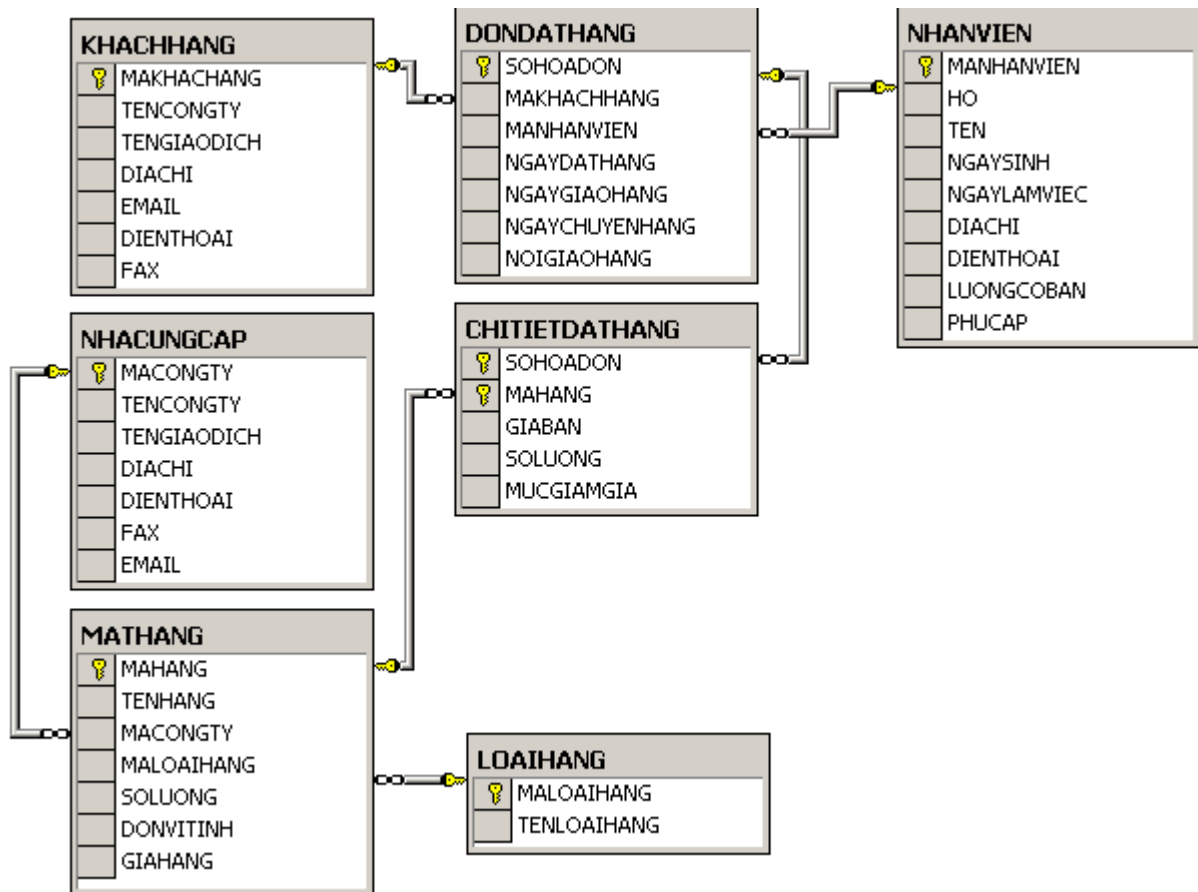 KHACHHANG
MAKHACHANG
TENCONGTY
TENGIAODICH
DIACHI
EMAIL
DIENTHOAI
FAX
DONDATHANG
SOHOADON
MAKHACHHANG
MANHANVIEN
NGAYDATHANG
NGAYGIAOHANG
NGAYCHUYENHANG
NOIGIAOHANG
NHANVIEN
MANHANVIEN
HO
TEN
NGAYSINH
NGAYLAMVIEC
DIACHI
DIENTHOAI
LUONGCOBAN
PHUCAP
NHACUNGCAP
MACONGTY
TENCONGTY
TENGIAODICH
DIACHI
DIENTHOAI
FAX
EMAIL
CHITIETDATHANG
SOHOADON
MAHANG
GIABAN
SOLUONG
MUCGIAMGIA
MATHANG
MAHANG
TENHANG
MACONGTY
MALOAIHANG
SOLUONG
DONVITINH
GIAHANG
LOAIHANG
MALOAIHANG
TENLOAIHANG